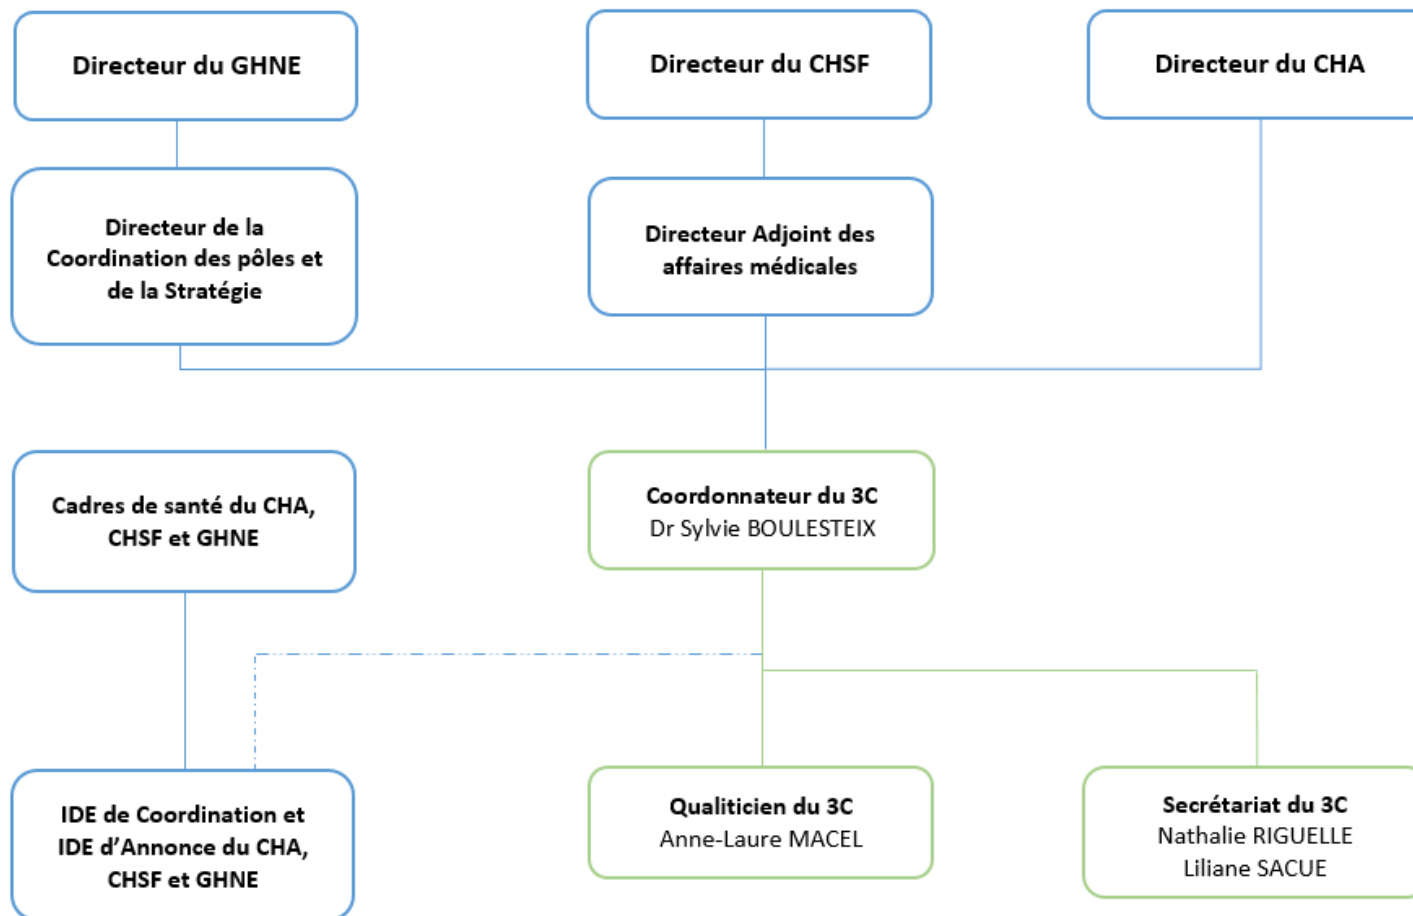 Directeur du GHNE
Directeur du CHSF
Directeur du CHA
Directeur de la
Coordination des pôles et
de la Stratégie
Directeur Adjoint des
affaires médicales
Cadres de santé du CHA,
CHSF et GHNE
Coordonnateur du 3C
Dr Sylvie BOULESTEIX
IDE de Coordination et
IDE d’Annonce du CHA,
CHSF et GHNE
Qualiticien du 3C
Anne-Laure MACEL
Secrétariat du 3C
Nathalie RIGUELLE
Liliane SACUE